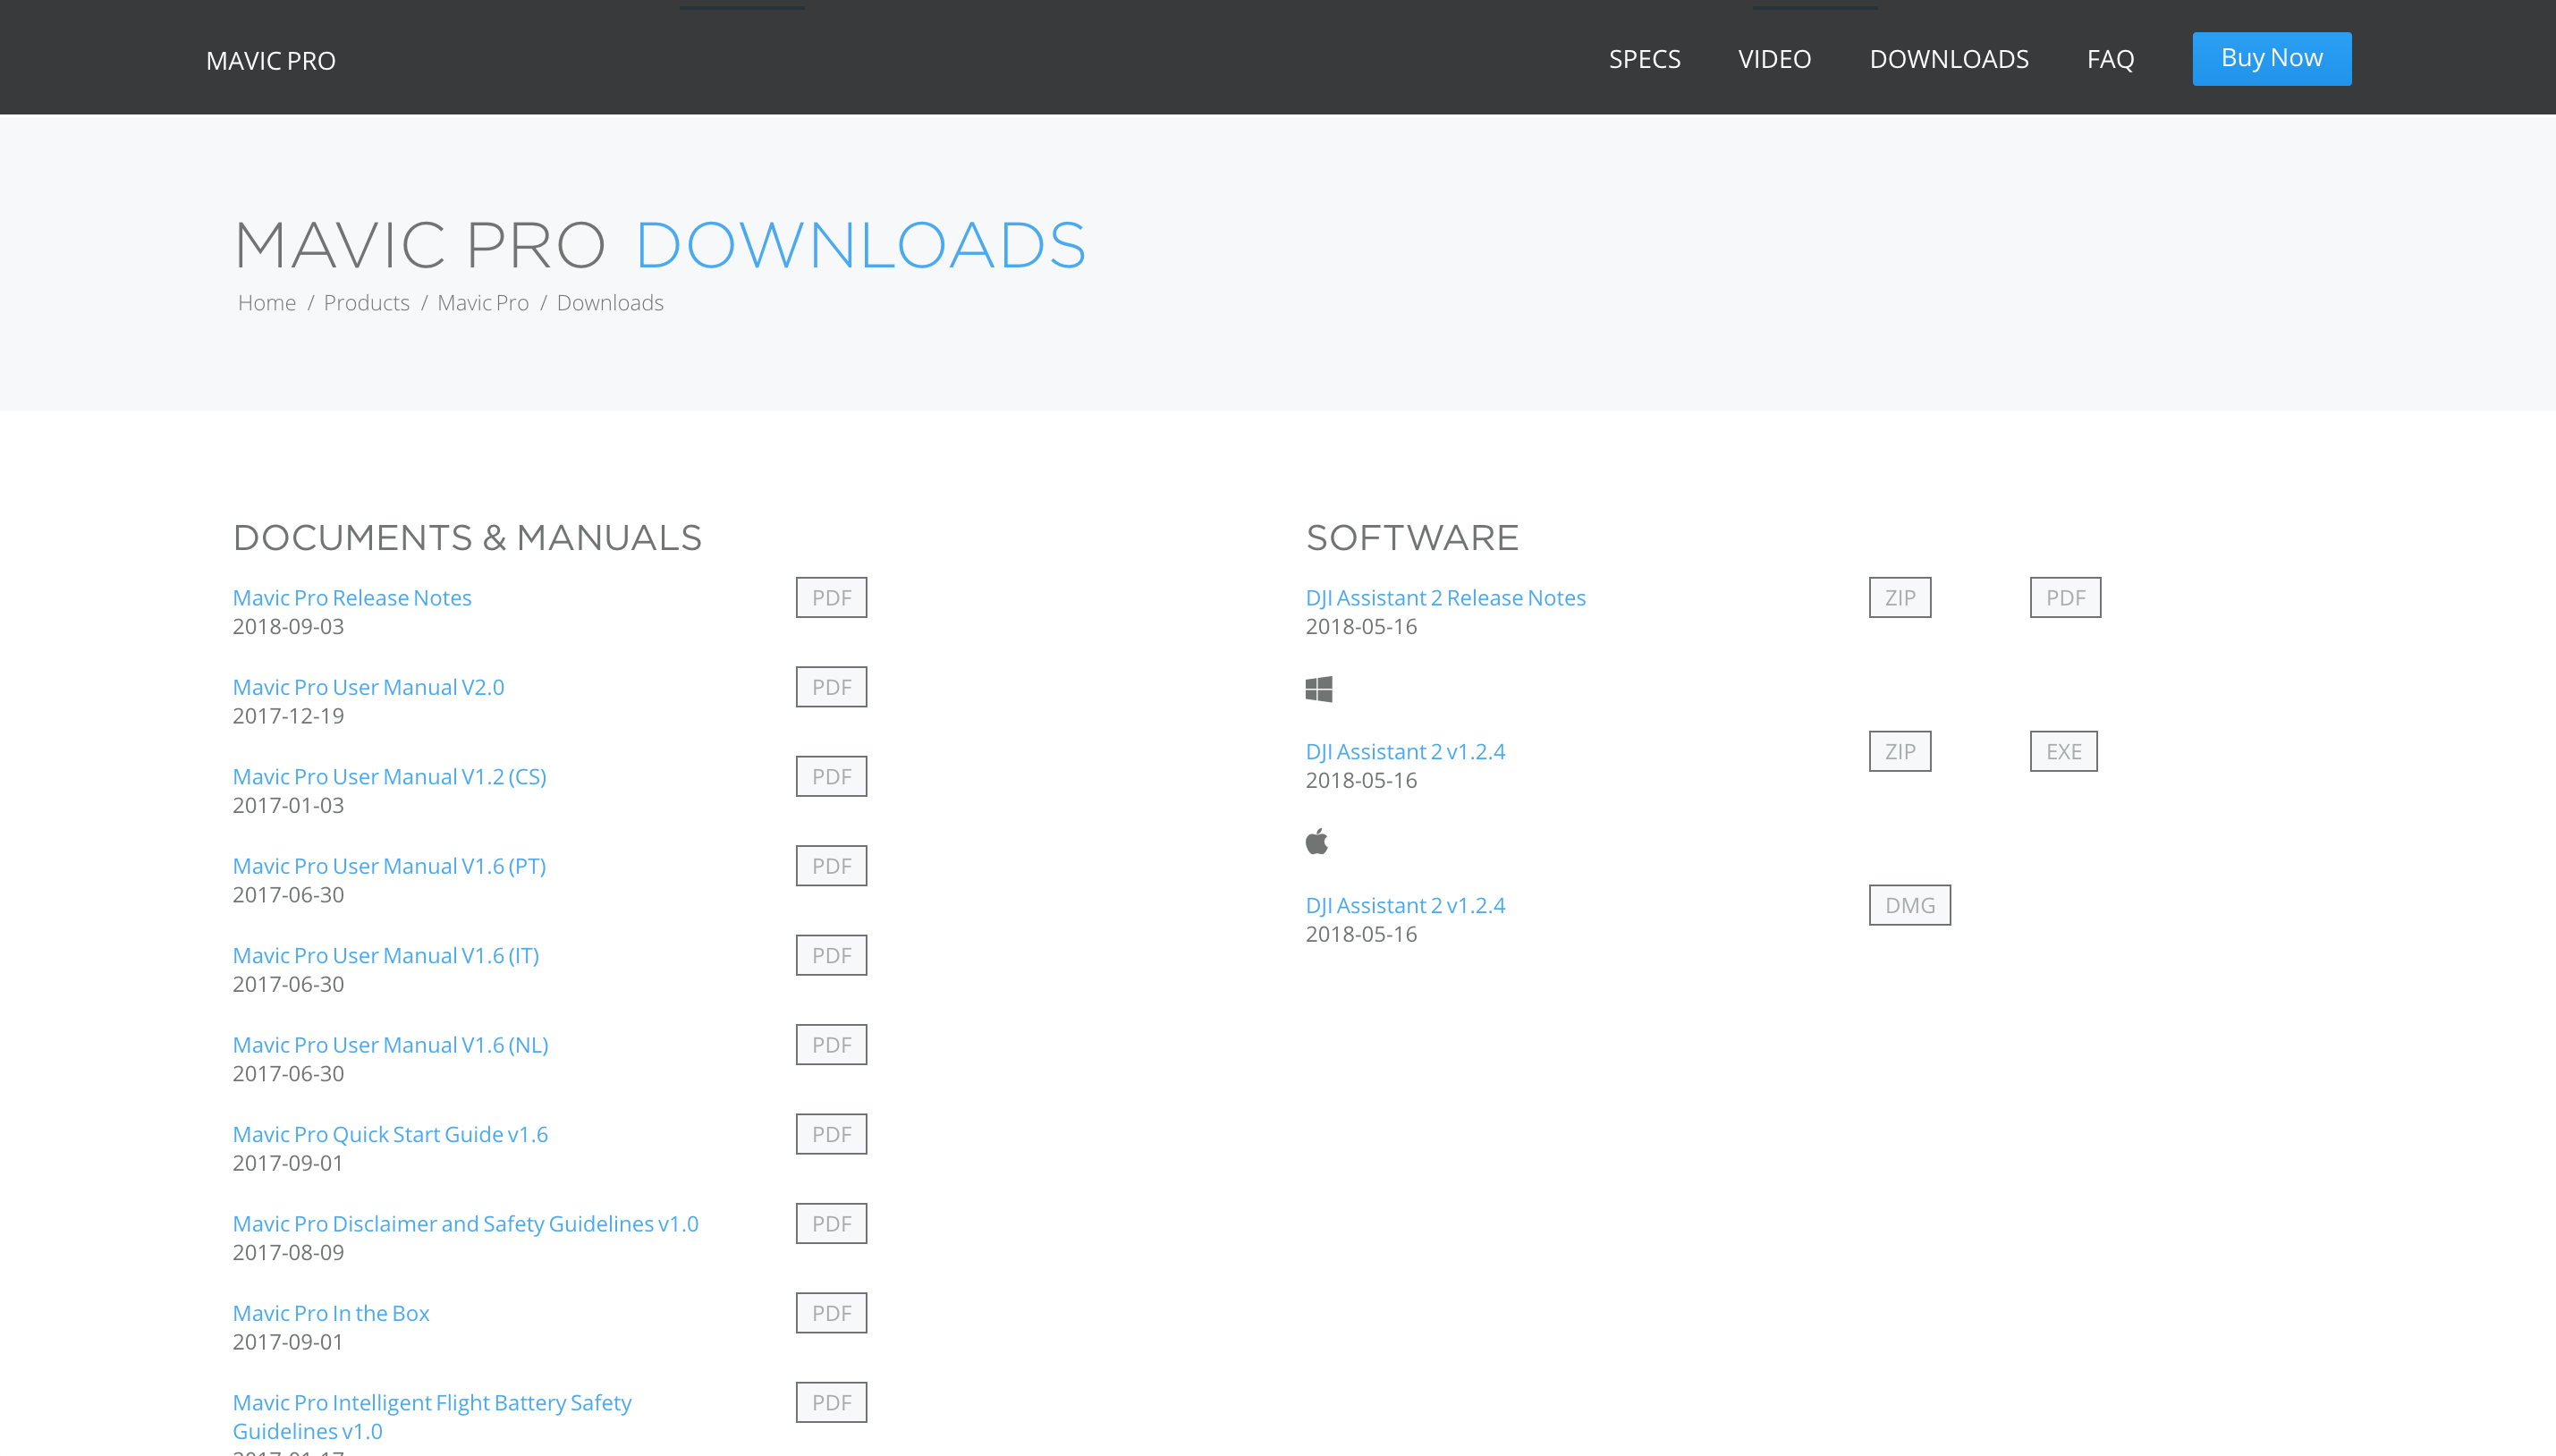 MAVIC PRO
SPECS
VIDEO
DOWNLOADS
FAQ
Buy Now
MAVIC PRO DOWNLOADS
Home / Products / Mavic Pro / Downloads
DOCUMENTS & MANUALS
Mavic Pro Release Notes
PDF
2018-09-03
Mavic Pro User Manual V2.0
PDF
2017-12-19
Mavic Pro User Manual V1.2 (CS)
PDF
2017-01-03
Mavic Pro User Manual V1.6 (PT)
PDF
2017-06-30
Mavic Pro User Manual V1.6 (IT)
PDF
2017-06-30
Mavic Pro User Manual V1.6 (NL)
PDF
2017-06-30
Mavic Pro Quick Start Guide v1.6
PDF
2017-09-01
Mavic Pro Disclaimer and Safety Guidelines v1.0
PDF
2017-08-09
Mavic Pro In the Box
PDF
2017-09-01
Mavic Pro Intelligent Flight Battery Safety
Guidelines v1.0
PDF
2017-01-17
SOFTWARE
DJI Assistant 2 Release Notes
ZIP
PDF
2018-05-16
DJI Assistant 2 v1.2.4
ZIP
EXE
2018-05-16
DJI Assistant 2 v1.2.4
DMG
2018-05-16